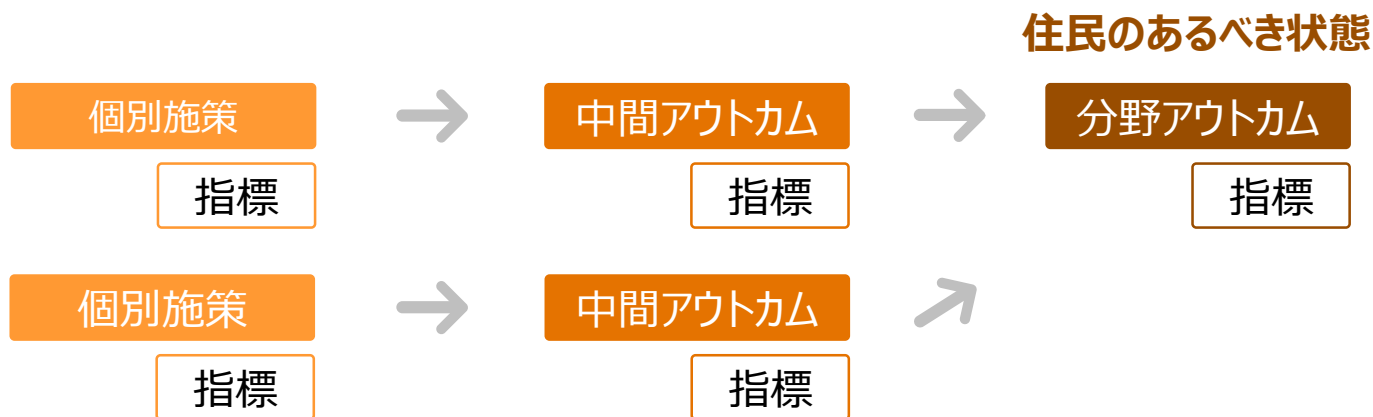 住民のあるべき状態
個別施策
中間アウトカム
分野アウトカム
指標
指標
指標
個別施策
中間アウトカム
指標
指標